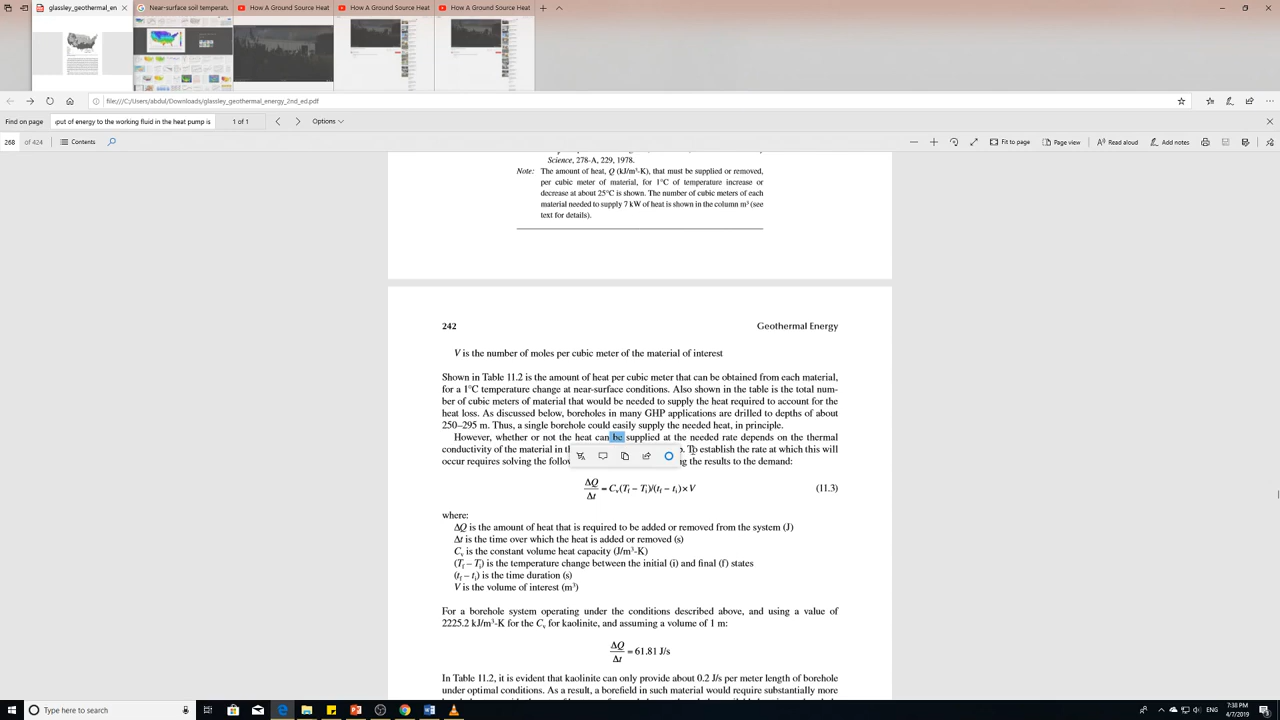 glassley_geothermal_en
Near-surface soil temperatu
How A Ground Source Heat
How A Ground Source Heat
How A Ground Source Heat
file:///C:/Users/abdul/Downloads/glassley_geothermal_energy_2nd_ed.pdf
Find on page
put of energy to the working fluid in the heat pump is
1 of 1
Options
268
of 424
Contents
Fit to page
Page view
Read aloud
Add notes
Science, 278-A, 229, 1978.
Note: The amount of heat, Q (kJ/m³-K), that must be supplied or removed,
per cubic meter of material, for 1°C of temperature increase or
decrease at about 25°C is shown. The number of cubic meters of each
material needed to supply 7 kW of heat is shown in the column m³ (see
text for details).
242
Geothermal Energy
V is the number of moles per cubic meter of the material of interest
Shown in Table 11.2 is the amount of heat per cubic meter that can be obtained from each material,
for a 1°C temperature change at near-surface conditions. Also shown in the table is the total num-
ber of cubic meters of material that would be needed to supply the heat required to account for the
heat loss. As discussed below, boreholes in many GHP applications are drilled to depths of about
250–295 m. Thus, a single borehole could easily supply the needed heat, in principle.
However, whether or not the heat can be supplied at the needed rate depends on the thermal
conductivity of the material in th p. To establish the rate at which this will
occur requires solving the follow ng the results to the demand:
ΔQ/Δt = Cv(Tf − Ti)/(tf − ti) × V (11.3)
where:
ΔQ is the amount of heat that is required to be added or removed from the system (J)
Δt is the time over which the heat is added or removed (s)
Cv is the constant volume heat capacity (J/m³-K)
(Tf − Ti) is the temperature change between the initial (i) and final (f) states
(tf − ti) is the time duration (s)
V is the volume of interest (m³)
For a borehole system operating under the conditions described above, and using a value of
2225.2 kJ/m³-K for the Cv for kaolinite, and assuming a volume of 1 m:
ΔQ/Δt = 61.81 J/s
In Table 11.2, it is evident that kaolinite can only provide about 0.2 J/s per meter length of borehole
under optimal conditions. As a result, a borefield in such material would require substantially more
Type here to search
ENG
7:38 PM
4/7/2019